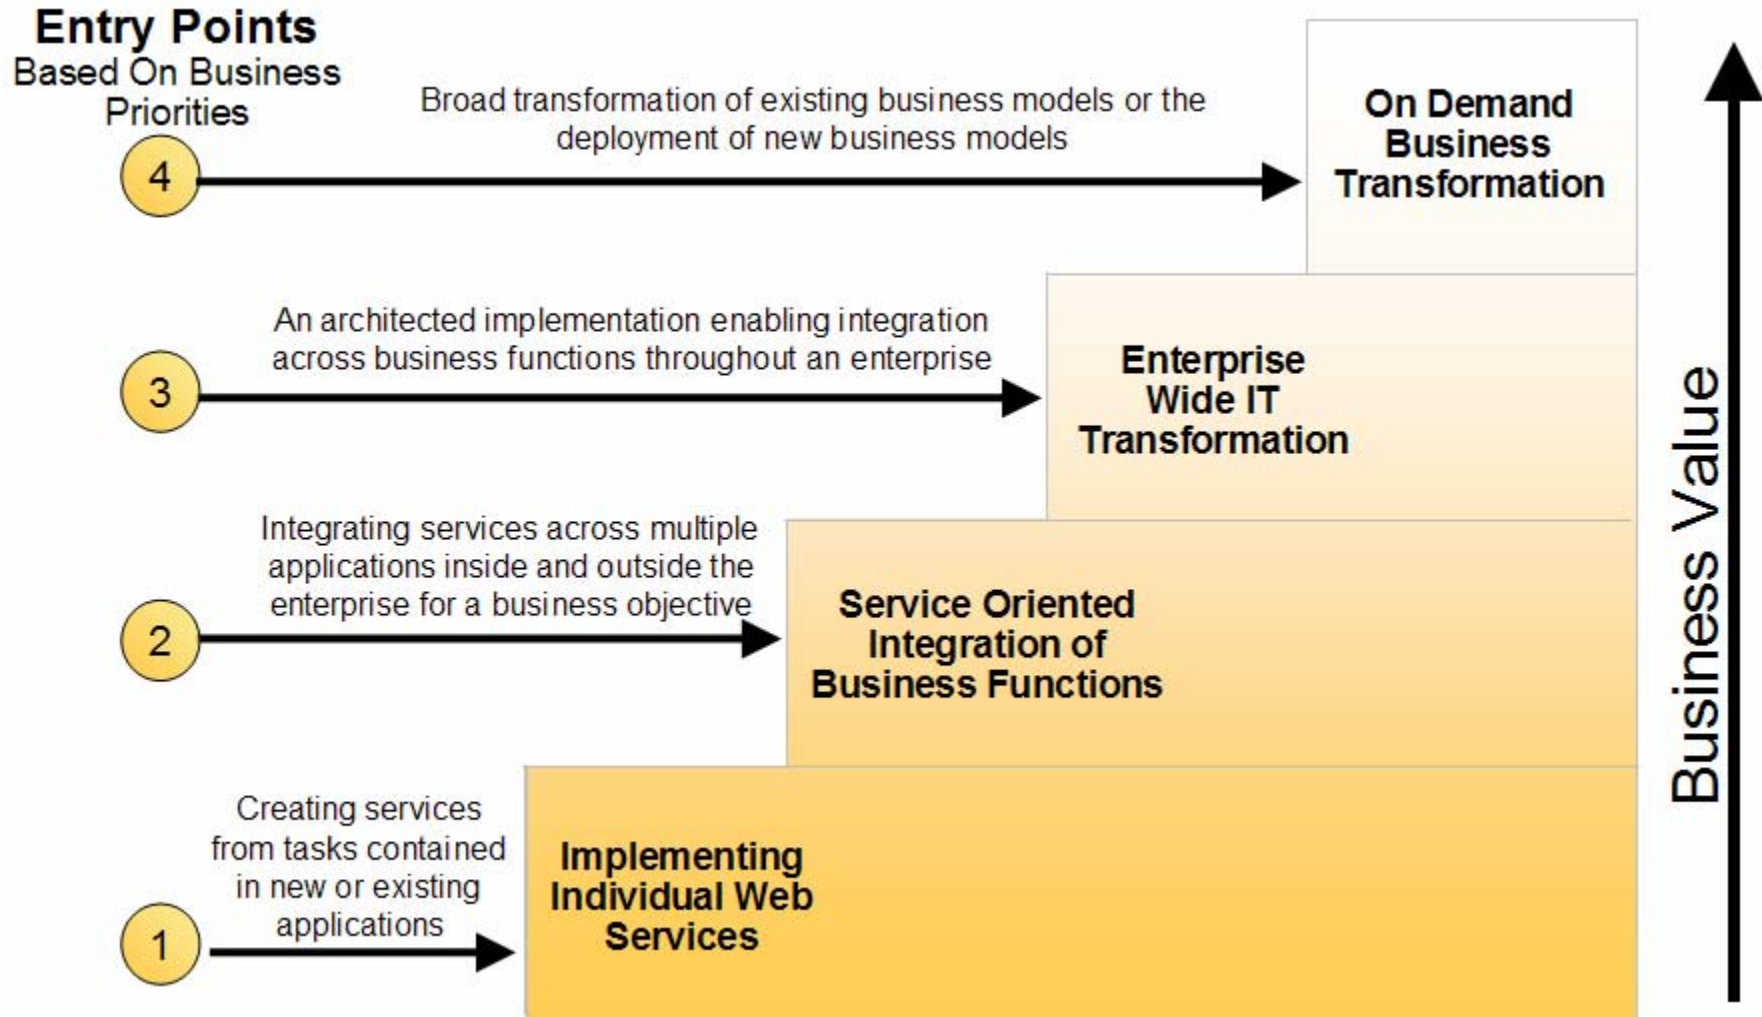 Entry Points
Based On Business
Priorities
4
Broad transformation of existing business models or the
deployment of new business models
On Demand
Business
Transformation
3
An architected implementation enabling integration
across business functions throughout an enterprise
Enterprise
Wide IT
Transformation
2
Integrating services across multiple
applications inside and outside the
enterprise for a business objective
Service Oriented
Integration of
Business Functions
1
Creating services
from tasks contained
in new or existing
applications
Implementing
Individual Web
Services
Business Value